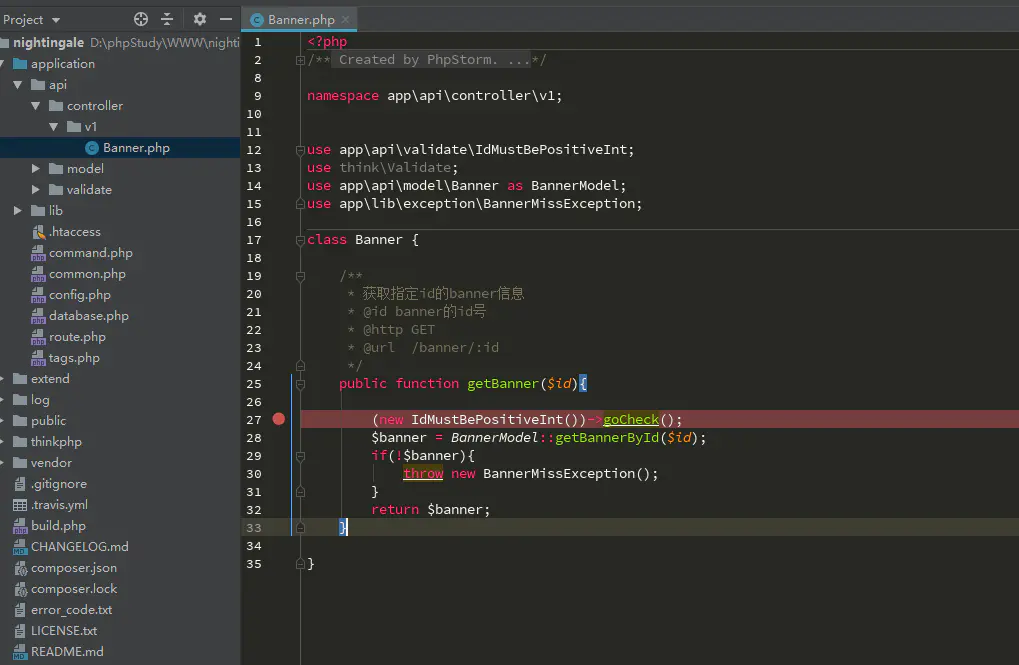 Project
nightingale D:\phpStudy\WWW\nighti
application
api
controller
v1
Banner.php
model
validate
lib
.htaccess
command.php
common.php
config.php
database.php
route.php
tags.php
extend
log
public
thinkphp
vendor
.gitignore
.travis.yml
build.php
CHANGELOG.md
composer.json
composer.lock
error_code.txt
LICENSE.txt
README.md
Banner.php
1 <?php
2 /** Created by PhpStorm. ...*/
8
9 namespace app\api\controller\v1;
10
11
12 use app\api\validate\IdMustBePositiveInt;
13 use think\Validate;
14 use app\api\model\Banner as BannerModel;
15 use app\lib\exception\BannerMissException;
16
17 class Banner {
18
19 /**
20 * 获取指定id的banner信息
21 * @id banner的id号
22 * @http GET
23 * @url /banner/:id
24 */
25 public function getBanner($id){
26
27 (new IdMustBePositiveInt())->goCheck();
28 $banner = BannerModel::getBannerById($id);
29 if(!$banner){
30 throw new BannerMissException();
31 }
32 return $banner;
33 }
34
35 }